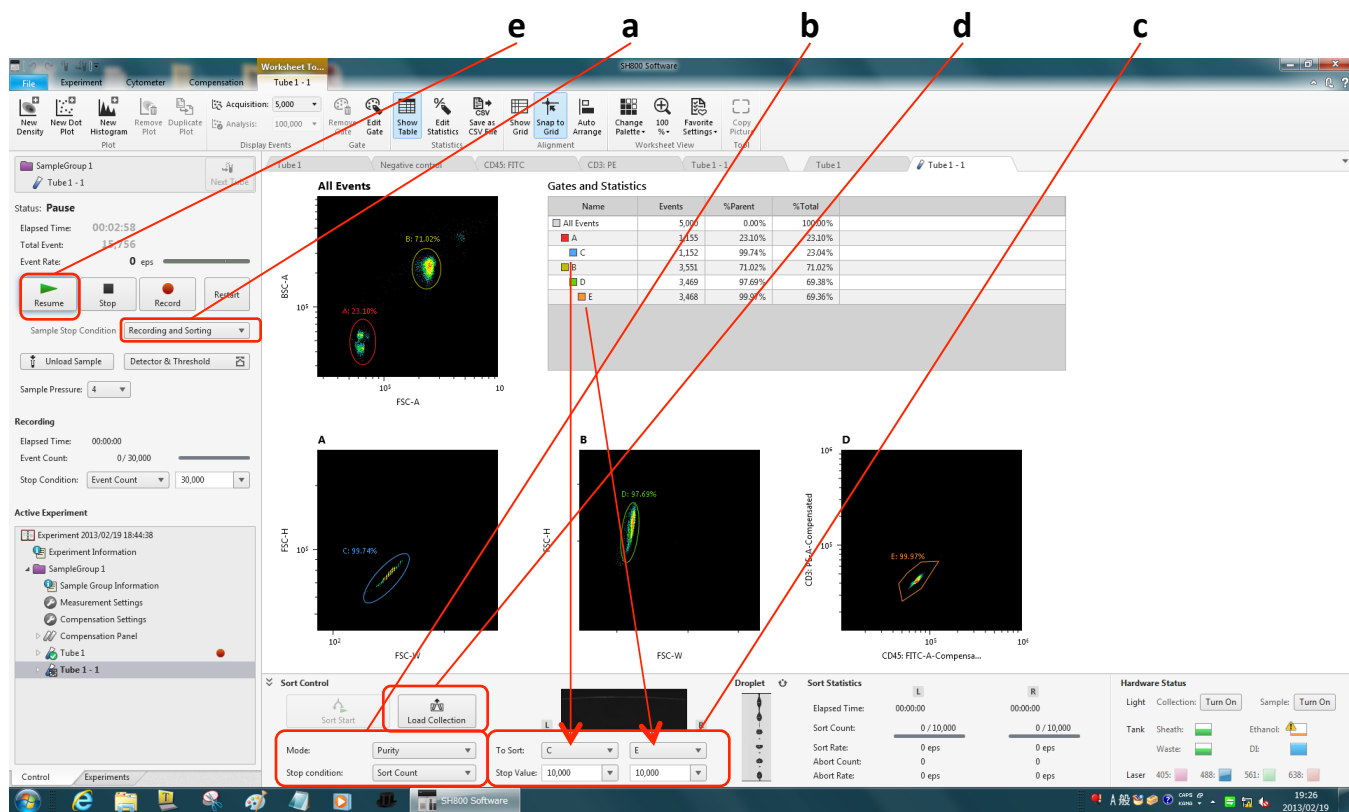 e a b d c
Worksheet To... SH800 Software
File Experiment Cytometer Compensation Tube 1 - 1
New Density New Dot Plot New Histogram Remove Plot Duplicate Plot
Plot
Acquisition: 5,000
Analysis: 100,000
Display Events
Remove Gate Edit Gate
Gate
Show Table Edit Statistics Save as CSV File
Statistics
Show Grid Snap to Grid Auto Arrange
Alignment
Change Palette 100 % Favorite Settings
Worksheet View
Copy Picture
Tool
SampleGroup 1
Tube 1 - 1
Next Tube
Status: Pause
Elapsed Time: 00:02:58
Total Event: 15,756
Event Rate: 0 eps
Resume Stop Record Restart
Sample Stop Condition Recording and Sorting
Unload Sample Detector & Threshold
Sample Pressure: 4
Recording
Elapsed Time: 00:00:00
Event Count: 0 / 30,000
Stop Condition: Event Count 30,000
Active Experiment
Experiment 2013/02/19 18:44:38
Experiment Information
SampleGroup 1
Sample Group Information
Measurement Settings
Compensation Settings
Compensation Panel
Tube 1
Tube 1 - 1
Control Experiments
Tube 1 Negative control CD45: FITC CD3: PE Tube 1 - 1 Tube 1 Tube 1 - 1
All Events
B: 71.02%
A: 23.10%
BSC-A
10⁵
10⁵ 10
FSC-A
Gates and Statistics
Name Events %Parent %Total
All Events 5,000 0.00% 100.00%
A 1,155 23.10% 23.10%
C 1,152 99.74% 23.04%
B 3,551 71.02% 71.02%
D 3,469 97.69% 69.38%
E 3,468 99.97% 69.36%
A
C: 99.74%
FSC-H
10⁵
10²
FSC-W
B
D: 97.69%
FSC-H
FSC-W
D
10⁶
E: 99.97%
CD3: PE-A-Compensated
10⁵
10⁵ 10⁶
CD45: FITC-A-Compensa...
Sort Control
Sort Start Load Collection
L R
Mode: Purity
Stop condition: Sort Count
To Sort: C E
Stop Value: 10,000 10,000
Droplet
Sort Statistics
L R
Elapsed Time: 00:00:00 00:00:00
Sort Count: 0 / 10,000 0 / 10,000
Sort Rate: 0 eps 0 eps
Abort Count: 0 0
Abort Rate: 0 eps 0 eps
Hardware Status
Light Collection: Turn On Sample: Turn On
Tank Sheath: Ethanol:
Waste: DI:
Laser 405: 488: 561: 638:
SH800 Software
A 般 CAPS KANA
19:26
2013/02/19